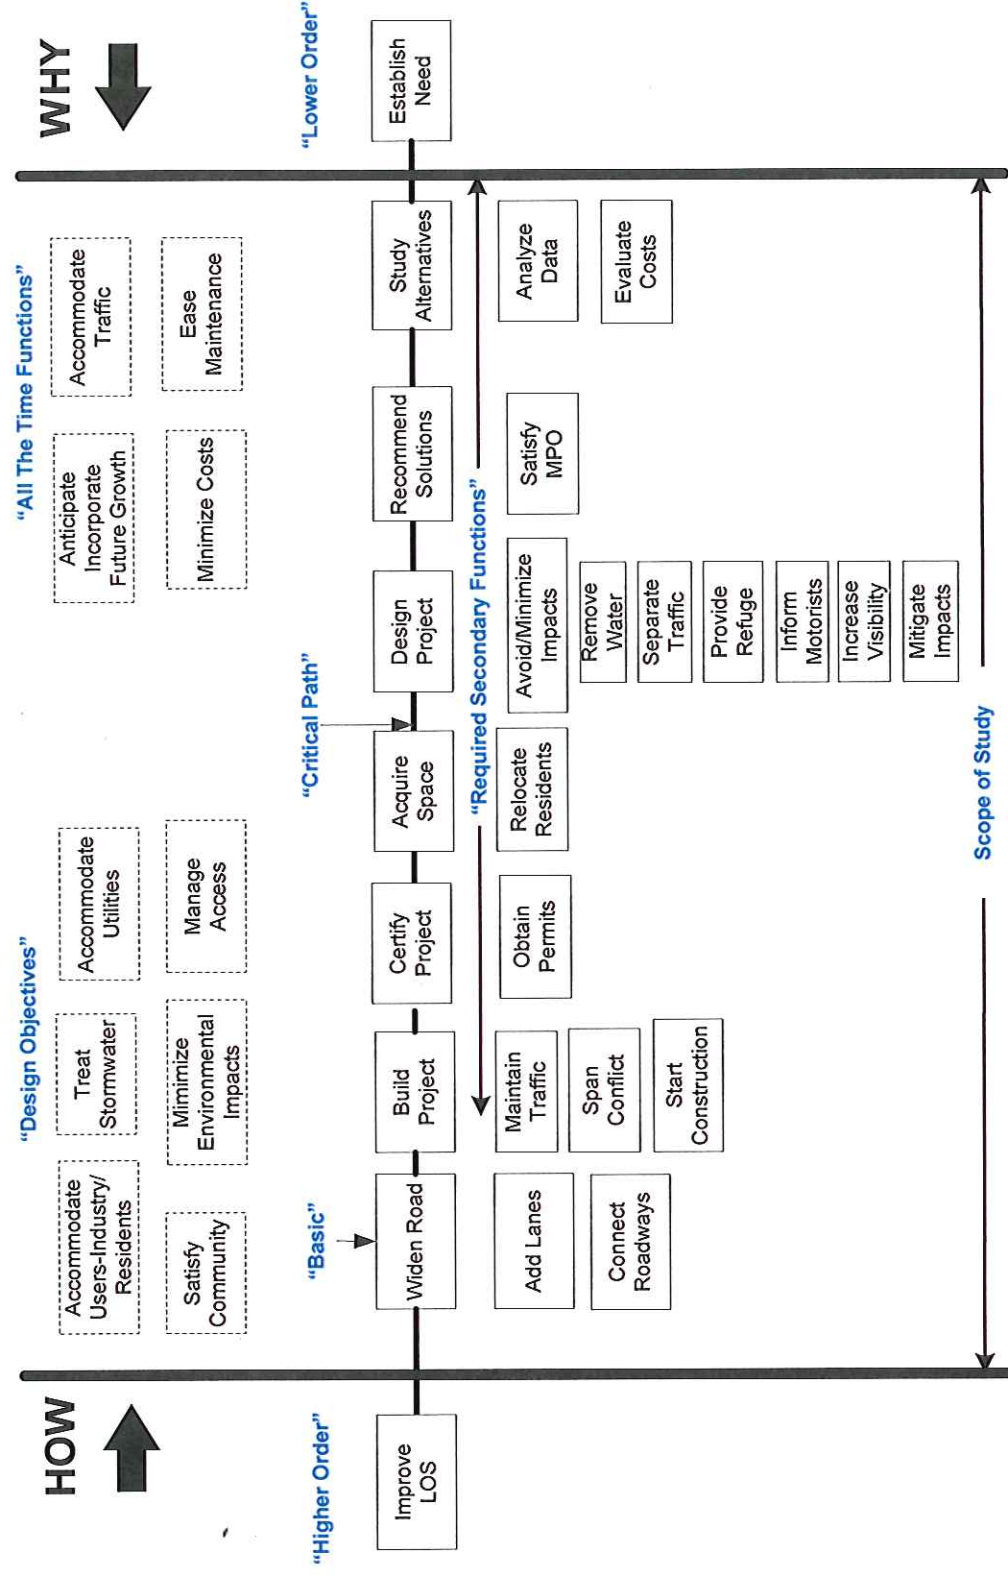 HOW
WHY
"Design Objectives"
"All The Time Functions"
Accommodate
Users-Industry/
Residents
Treat
Stormwater
Accommodate
Utilities
Anticipate
Incorporate
Future Growth
Accommodate
Traffic
Satisfy
Community
Mimimize
Environmental
Impacts
Manage
Access
Minimize Costs
Ease
Maintenance
"Higher Order"
"Basic"
"Critical Path"
"Lower Order"
Improve
LOS
Widen Road
Build
Project
Certify
Project
Acquire
Space
Design
Project
Recommend
Solutions
Study
Alternatives
Establish
Need
"Required Secondary Functions"
Add Lanes
Connect
Roadways
Maintain
Traffic
Span
Conflict
Start
Construction
Obtain
Permits
Relocate
Residents
Avoid/Minimize
Impacts
Remove
Water
Separate
Traffic
Provide
Refuge
Inform
Motorists
Increase
Visibility
Mitigate
Impacts
Satisfy
MPO
Analyze
Data
Evaluate
Costs
Scope of Study